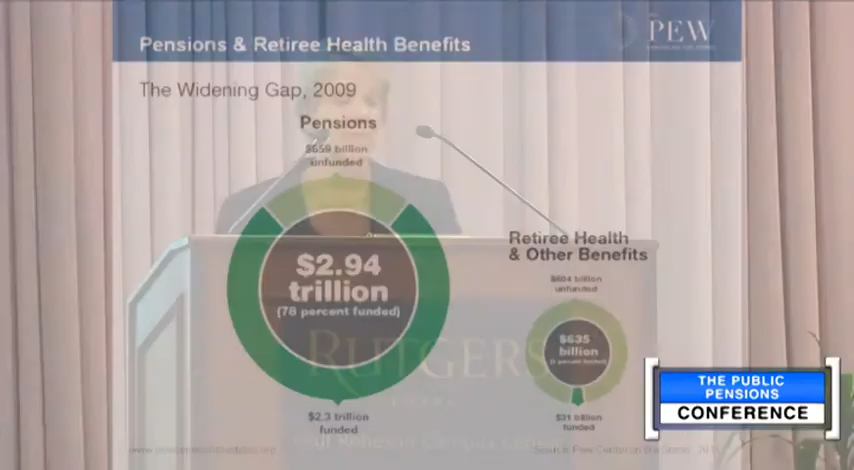 PEW
Pensions & Retiree Health Benefits
The Widening Gap, 2009
Pensions
$659 billion
unfunded
$2.94
trillion
(78 percent funded)
$2.3 trillion
funded
Retiree Health
& Other Benefits
$604 billion
unfunded
$635
billion
$31 billion
funded
RUTGERS
THE PUBLIC
PENSIONS
CONFERENCE